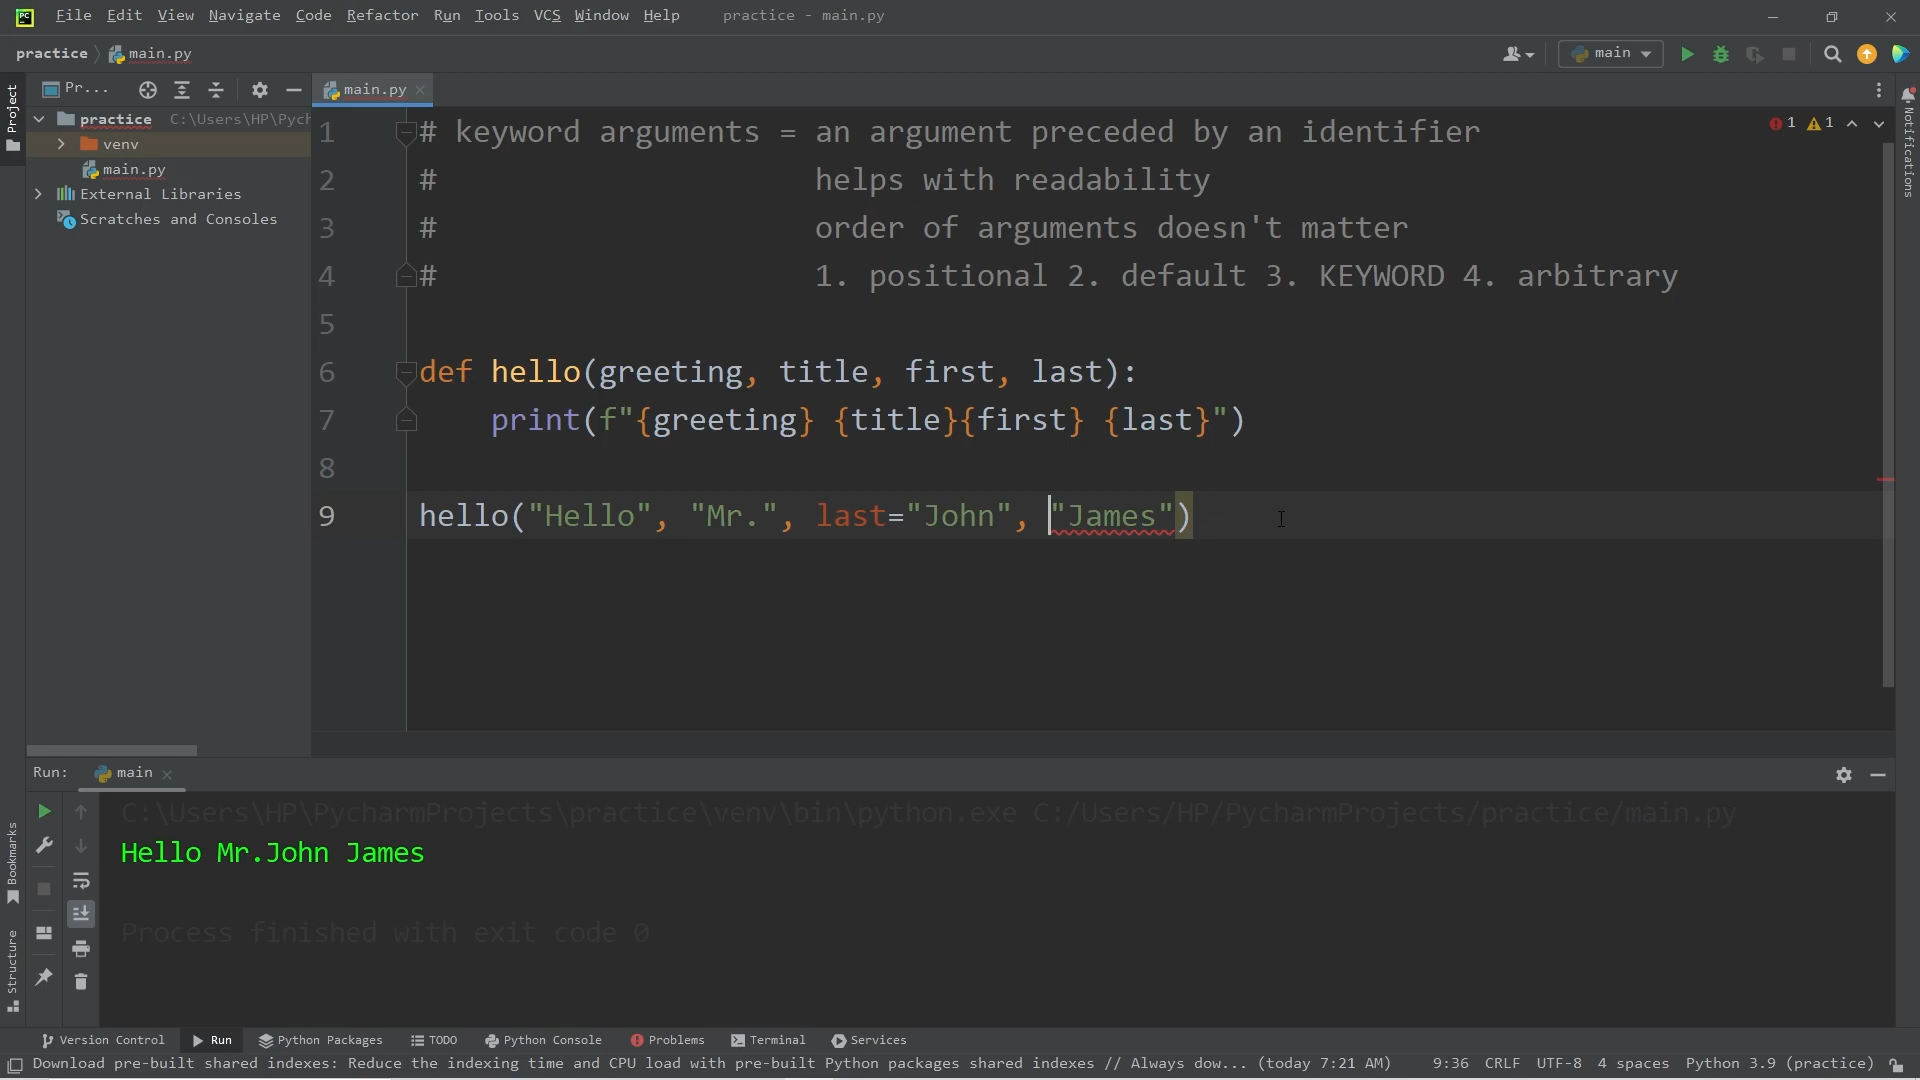 PC File Edit View Navigate Code Refactor Run Tools VCS Window Help practice - main.py
practice main.py main
Project Pr... main.py
practice C:\Users\HP\Pych
venv
main.py
External Libraries
Scratches and Consoles
Notifications
1 1
1 # keyword arguments = an argument preceded by an identifier
2 # helps with readability
3 # order of arguments doesn't matter
4 # 1. positional 2. default 3. KEYWORD 4. arbitrary
5
6 def hello(greeting, title, first, last):
7 print(f"{greeting} {title}{first} {last}")
8
9 hello("Hello", "Mr.", last="John", "James")
Run: main
C:\Users\HP\PycharmProjects\practice\venv\bin\python.exe C:/Users/HP/PycharmProjects/practice/main.py
Hello Mr.John James
Process finished with exit code 0
Bookmarks
Structure
Version Control Run Python Packages TODO Python Console Problems Terminal Services
Download pre-built shared indexes: Reduce the indexing time and CPU load with pre-built Python packages shared indexes // Always dow... (today 7:21 AM) 9:36 CRLF UTF-8 4 spaces Python 3.9 (practice)